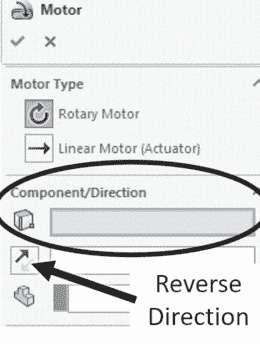 Motor
Motor Type
Rotary Motor
Linear Motor (Actuator)
Component/Direction
Reverse
Direction